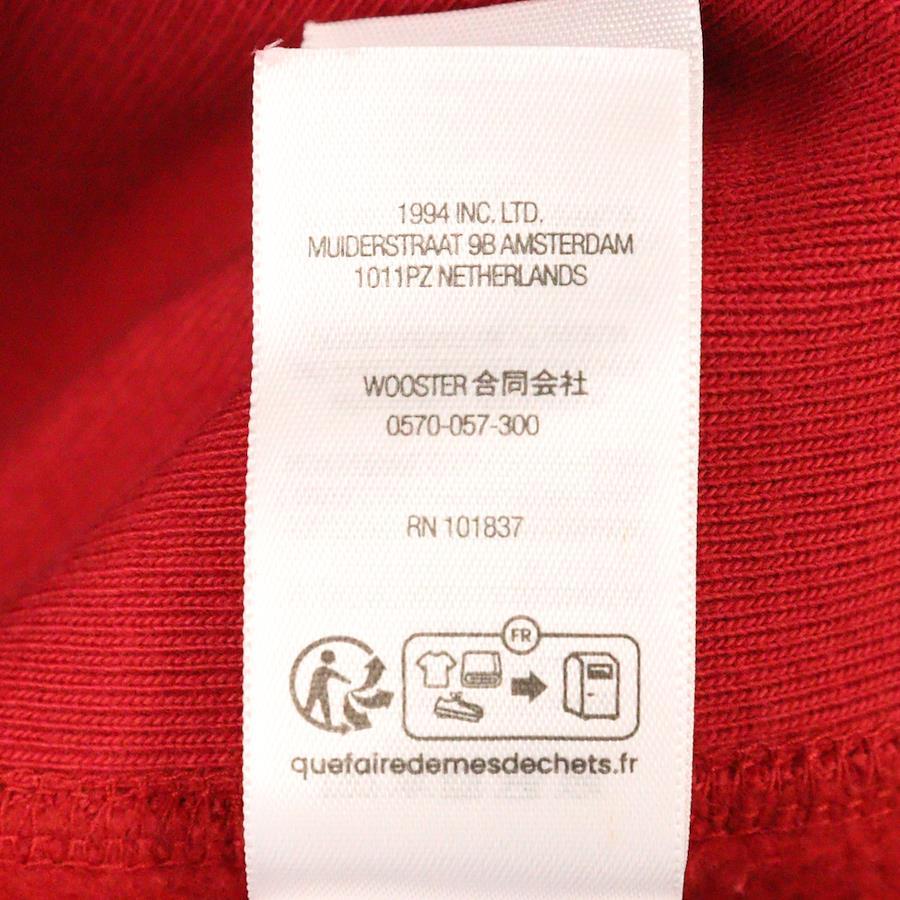 1994 INC. LTD.
MUIDERSTRAAT 9B AMSTERDAM
1011PZ NETHERLANDS
WOOSTER 合同会社
0570-057-300
RN 101837
FR
quefairedemesdechets.fr